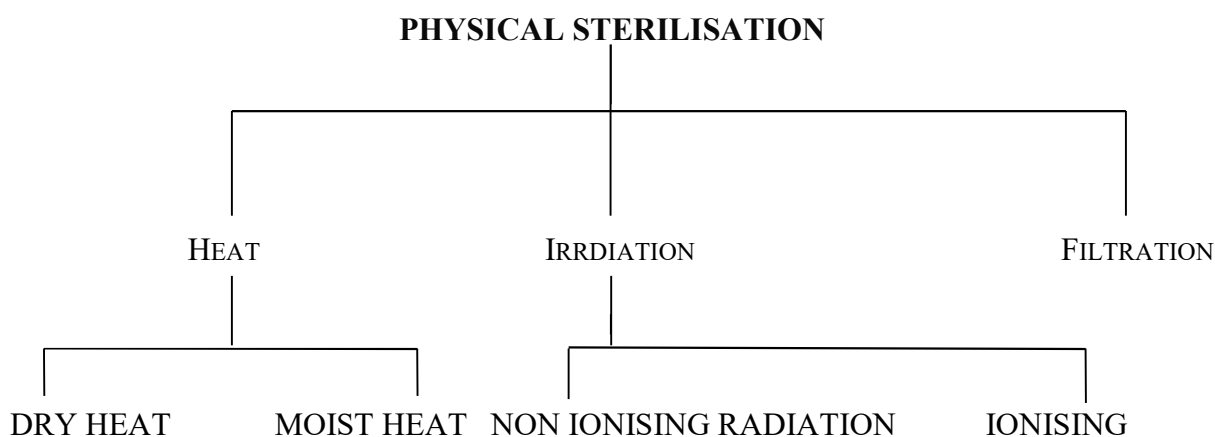 PHYSICAL STERILISATION
HEAT IRRDIATION FILTRATION
DRY HEAT MOIST HEAT NON IONISING RADIATION IONISING